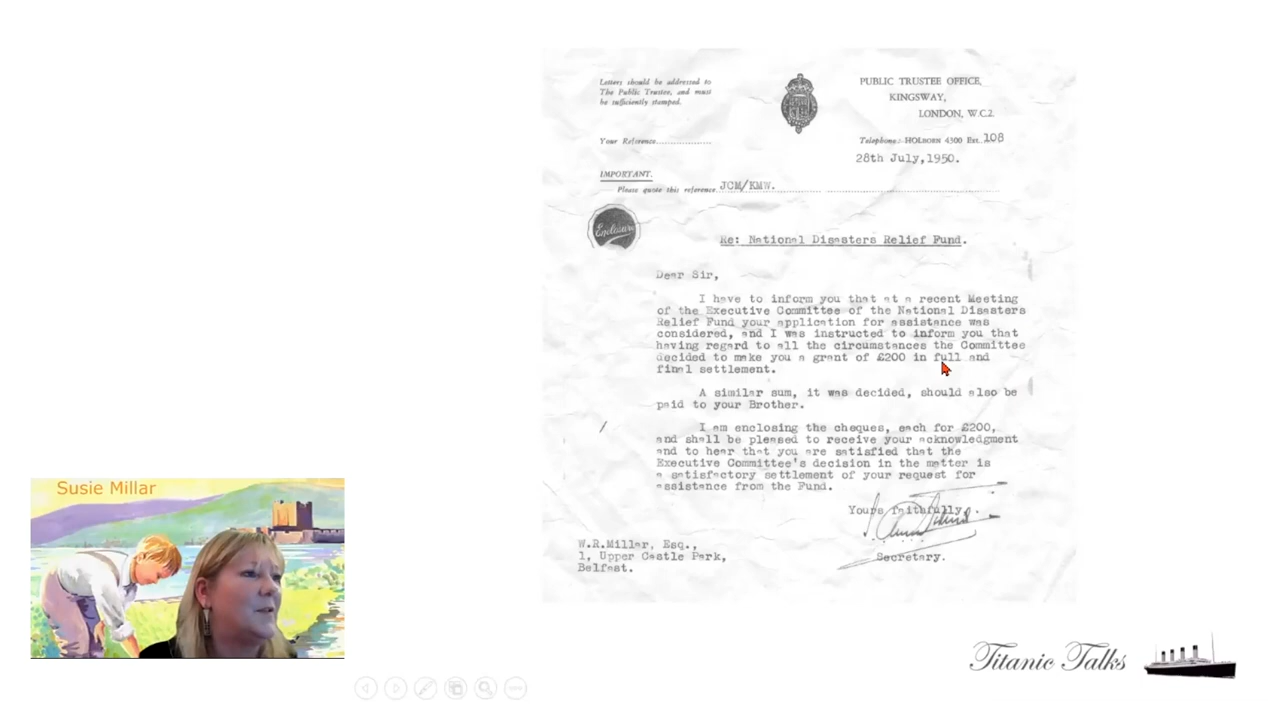 Letters should be addressed to
The Public Trustee, and must
be sufficiently stamped.
PUBLIC TRUSTEE OFFICE,
KINGSWAY,
LONDON, W.C.2.
Your Reference
Telephone: HOLBORN 4300 Ext. 108
28th July, 1950.
IMPORTANT.
Please quote this reference JCM/KMW.
Enclosure
Re: National Disasters Relief Fund.
Dear Sir,
I have to inform you that at a recent Meeting
of the Executive Committee of the National Disasters
Relief Fund your application for assistance was
considered, and I was instructed to inform you that
having regard to all the circumstances the Committee
decided to make you a grant of £200 in full and
final settlement.
A similar sum, it was decided, should also be
paid to your Brother.
I am enclosing the cheques, each for £200,
and shall be pleased to receive your acknowledgment
and to hear that you are satisfied that the
Executive Committee's decision in the matter is
a satisfactory settlement of your request for
assistance from the Fund.
Yours faithfully,
Secretary.
W.R.Millar, Esq.,
1, Upper Castle Park,
Belfast.
Susie Millar
Titanic Talks